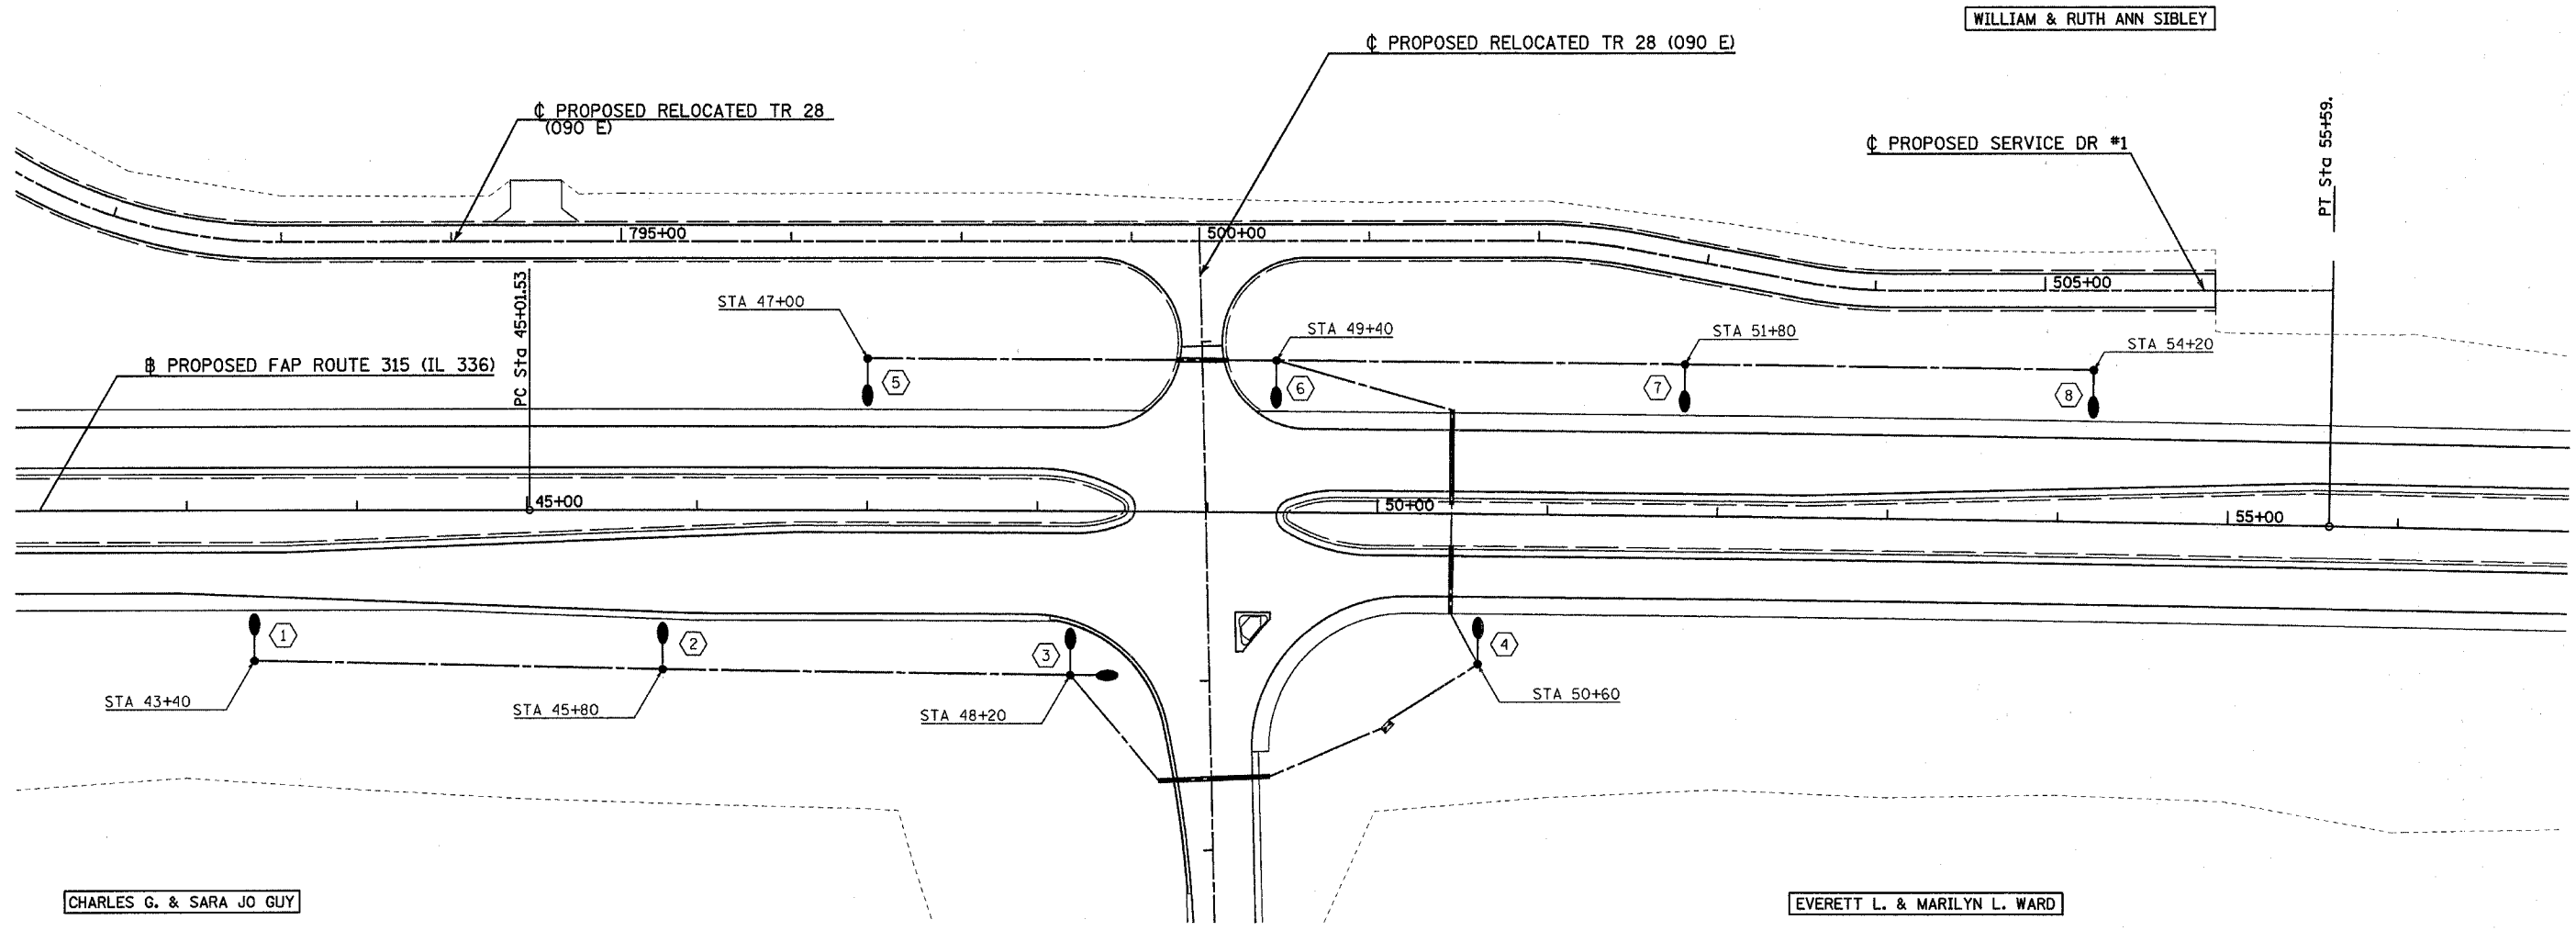 WILLIAM & RUTH ANN SIBLEY
℄ PROPOSED RELOCATED TR 28 (090 E)
℄ PROPOSED RELOCATED TR 28
(090 E)
℄ PROPOSED SERVICE DR #1
PT Sta 55+59.
795+00
500+00
505+00
PC Sta 45+01.53
STA 47+00
STA 49+40
STA 51+80
STA 54+20
PROPOSED FAP ROUTE 315 (IL 336)
5
6
7
8
45+00
50+00
55+00
1
2
3
4
STA 43+40
STA 45+80
STA 48+20
STA 50+60
CHARLES G. & SARA JO GUY
EVERETT L. & MARILYN L. WARD